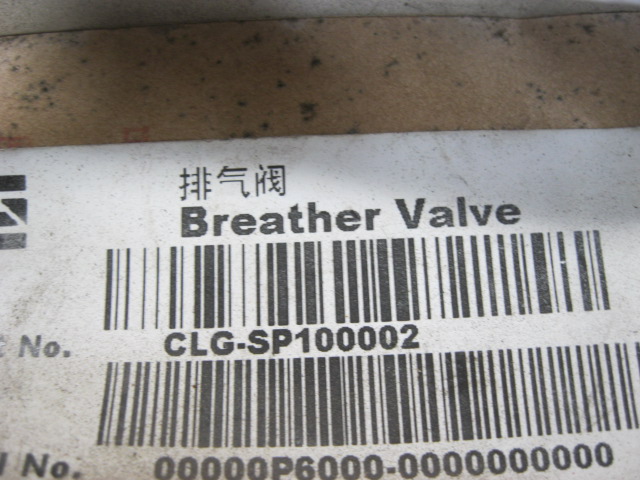 排气阀
Breather Valve
No.
CLG-SP100002
No.
00000P6000-0000000000